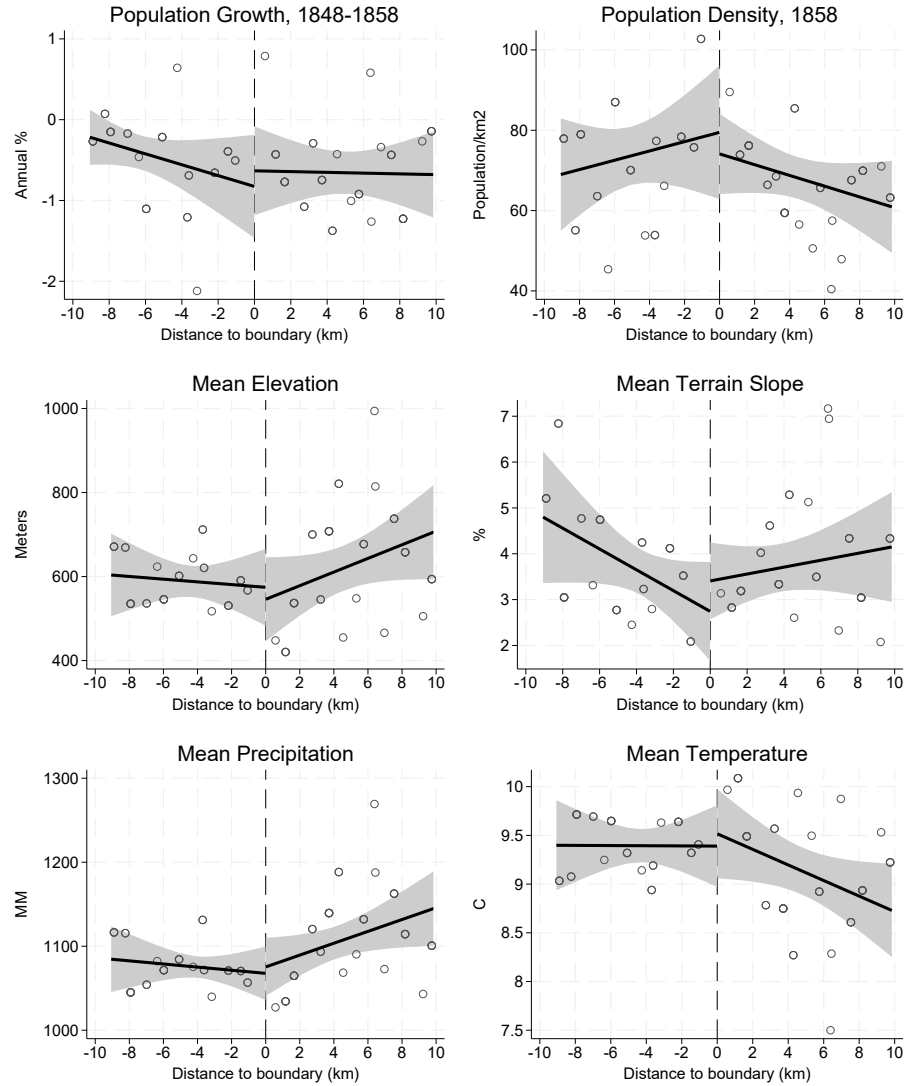 Population Growth, 1848-1858
Annual %
1
0
-1
-2
-10 -8 -6 -4 -2 0 2 4 6 8 10
Distance to boundary (km)
Population Density, 1858
Population/km2
100
80
60
40
-10 -8 -6 -4 -2 0 2 4 6 8 10
Distance to boundary (km)
Mean Elevation
Meters
1000
800
600
400
-10 -8 -6 -4 -2 0 2 4 6 8 10
Distance to boundary (km)
Mean Terrain Slope
%
7
6
5
4
3
2
-10 -8 -6 -4 -2 0 2 4 6 8 10
Distance to boundary (km)
Mean Precipitation
MM
1300
1200
1100
1000
-10 -8 -6 -4 -2 0 2 4 6 8 10
Distance to boundary (km)
Mean Temperature
C
10
9.5
9
8.5
8
7.5
-10 -8 -6 -4 -2 0 2 4 6 8 10
Distance to boundary (km)